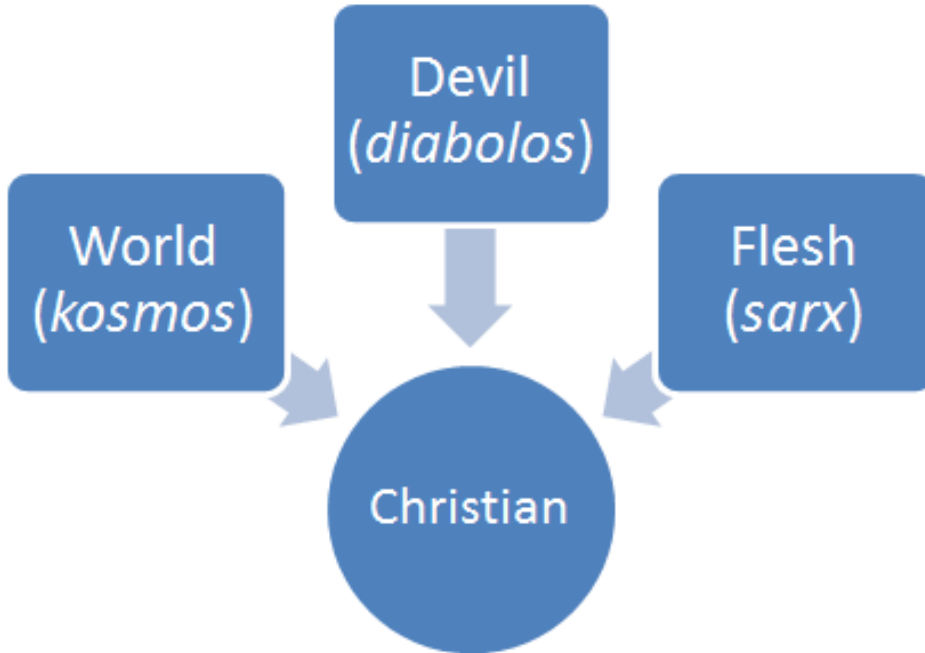 Devil
(diabolos)
World
(kosmos)
Flesh
(sarx)
Christian